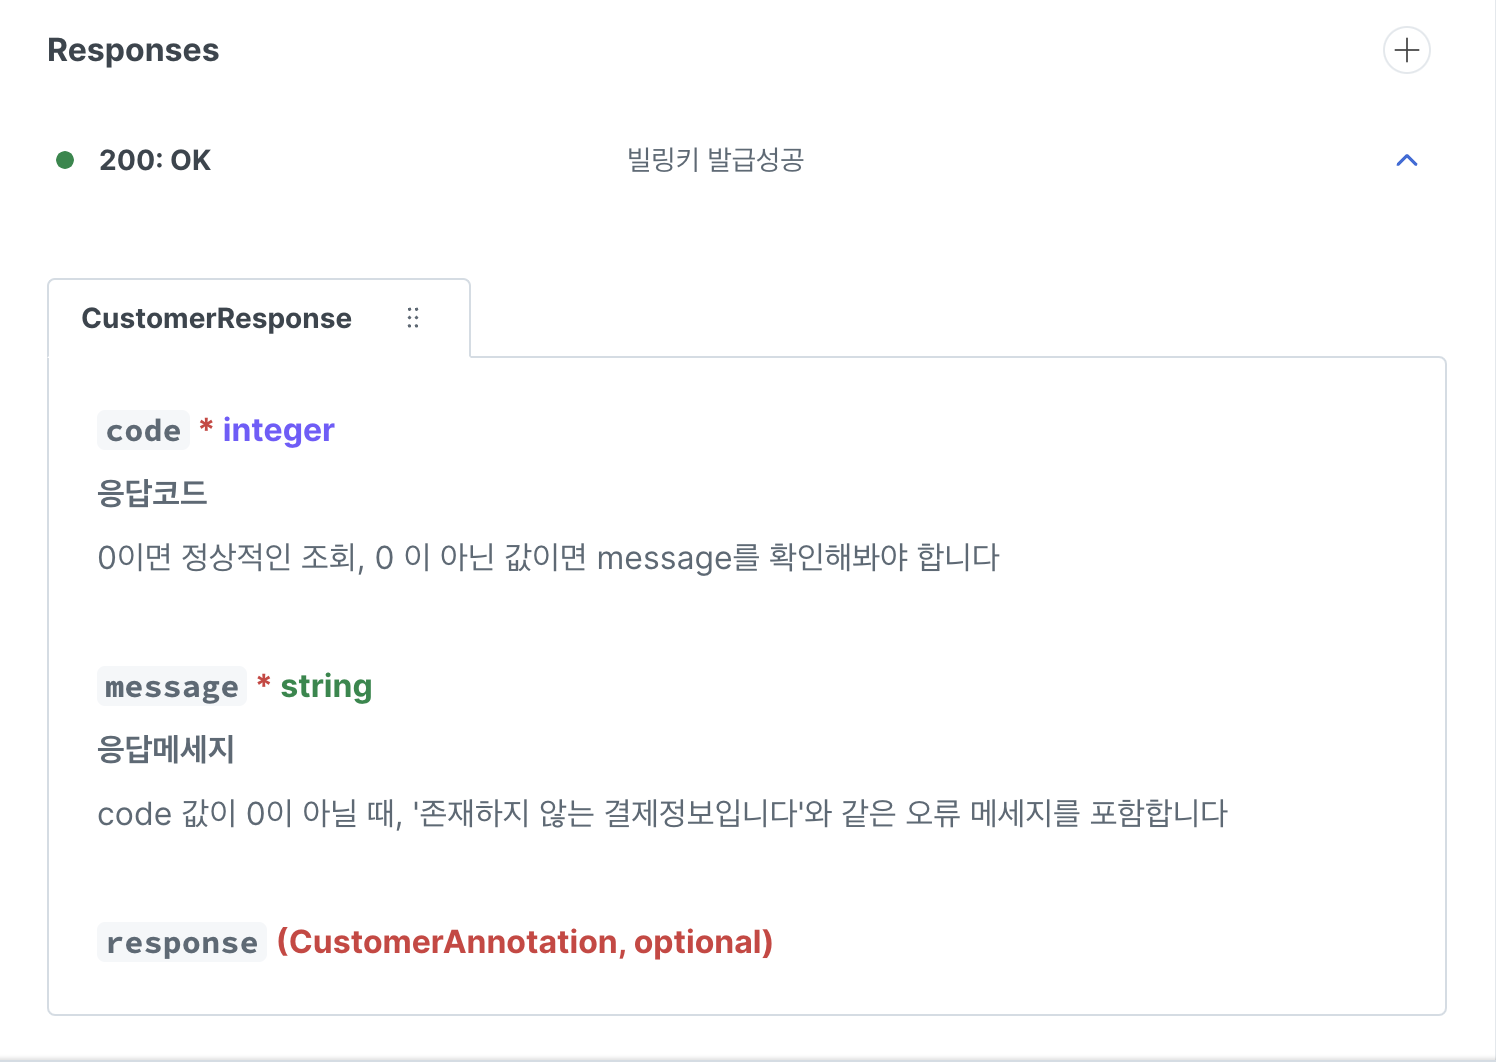 Responses
200: OK
빌링키 발급성공
CustomerResponse
code * integer
응답코드
0이면 정상적인 조회, 0 이 아닌 값이면 message를 확인해봐야 합니다
message * string
응답메세지
code 값이 0이 아닐 때, '존재하지 않는 결제정보입니다'와 같은 오류 메세지를 포함합니다
response (CustomerAnnotation, optional)